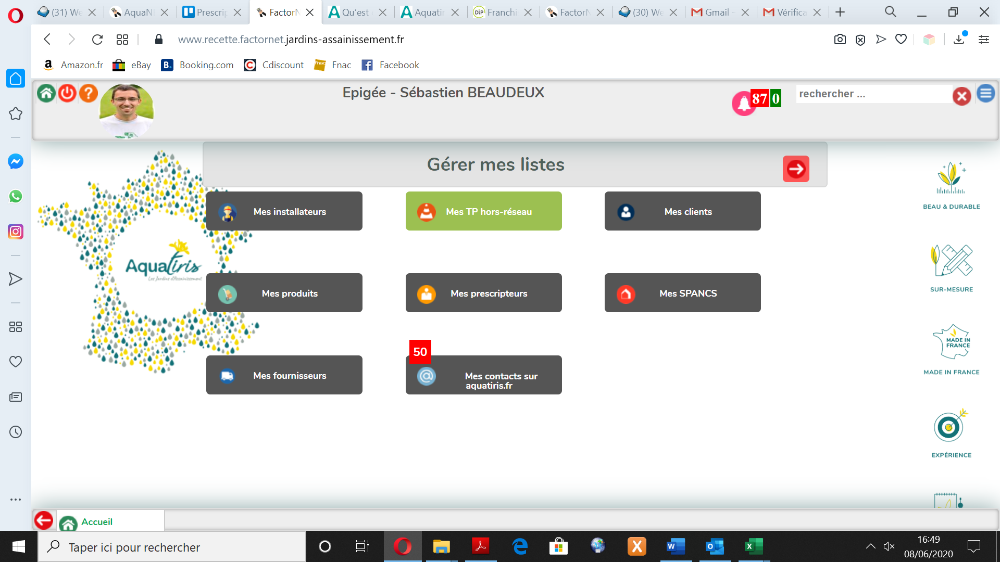 (31) We
AquaN
Prescrip
FactorN
Qu'est
Aquatir
Franchi
FactorN
(30) We
Gmail -
Vérifica
www.recette.factornet.jardins-assainissement.fr
Amazon.fr
eBay
Booking.com
Cdiscount
Fnac
Facebook
Epigée - Sébastien BEAUDEUX
87 0
rechercher ...
Gérer mes listes
Mes installateurs
Mes TP hors-réseau
Mes clients
BEAU & DURABLE
Aquatiris
Les Jardins d'Assainissement
Mes produits
Mes prescripteurs
Mes SPANCS
SUR-MESURE
MADE IN
FRANCE
MADE IN FRANCE
50
Mes fournisseurs
Mes contacts sur
aquatiris.fr
EXPÉRIENCE
Accueil
Taper ici pour rechercher
16:49
08/06/2020